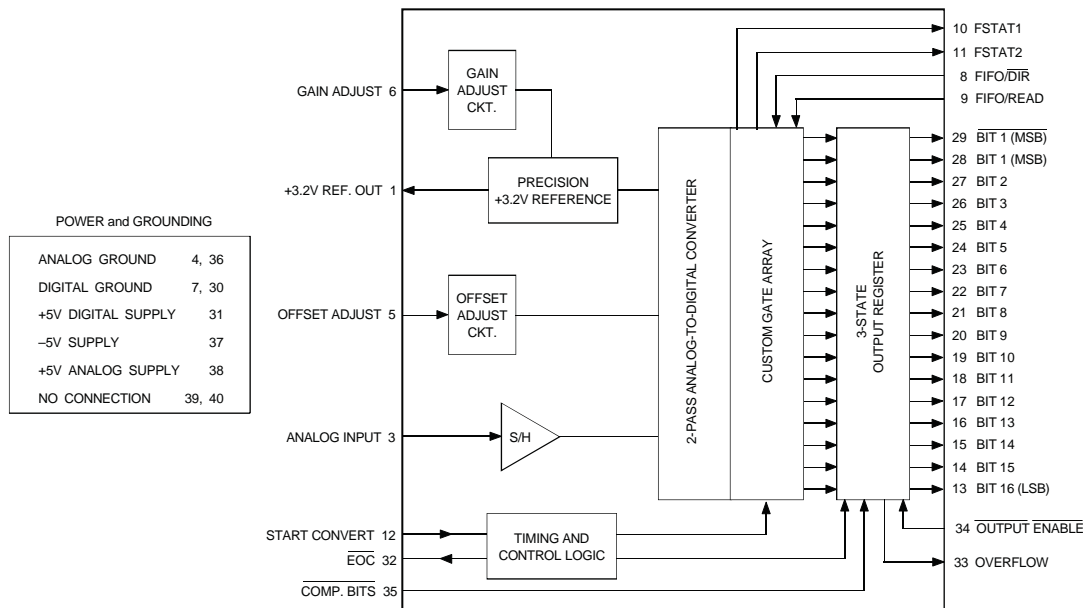 10 FSTAT1
11 FSTAT2
8 FIFO/DIR
9 FIFO/READ
GAIN ADJUST 6
GAIN
ADJUST
CKT.
+3.2V REF. OUT 1
PRECISION
+3.2V REFERENCE
OFFSET ADJUST 5
OFFSET
ADJUST
CKT.
ANALOG INPUT 3
S/H
START CONVERT 12
EOC 32
COMP. BITS 35
TIMING AND
CONTROL LOGIC
2-PASS ANALOG-TO-DIGITAL CONVERTER
CUSTOM GATE ARRAY
3-STATE
OUTPUT REGISTER
29 BIT 1 (MSB)
28 BIT 1 (MSB)
27 BIT 2
26 BIT 3
25 BIT 4
24 BIT 5
23 BIT 6
22 BIT 7
21 BIT 8
20 BIT 9
19 BIT 10
18 BIT 11
17 BIT 12
16 BIT 13
15 BIT 14
14 BIT 15
13 BIT 16 (LSB)
34 OUTPUT ENABLE
33 OVERFLOW
POWER and GROUNDING
ANALOG GROUND 4, 36
DIGITAL GROUND 7, 30
+5V DIGITAL SUPPLY 31
–5V SUPPLY 37
+5V ANALOG SUPPLY 38
NO CONNECTION 39, 40